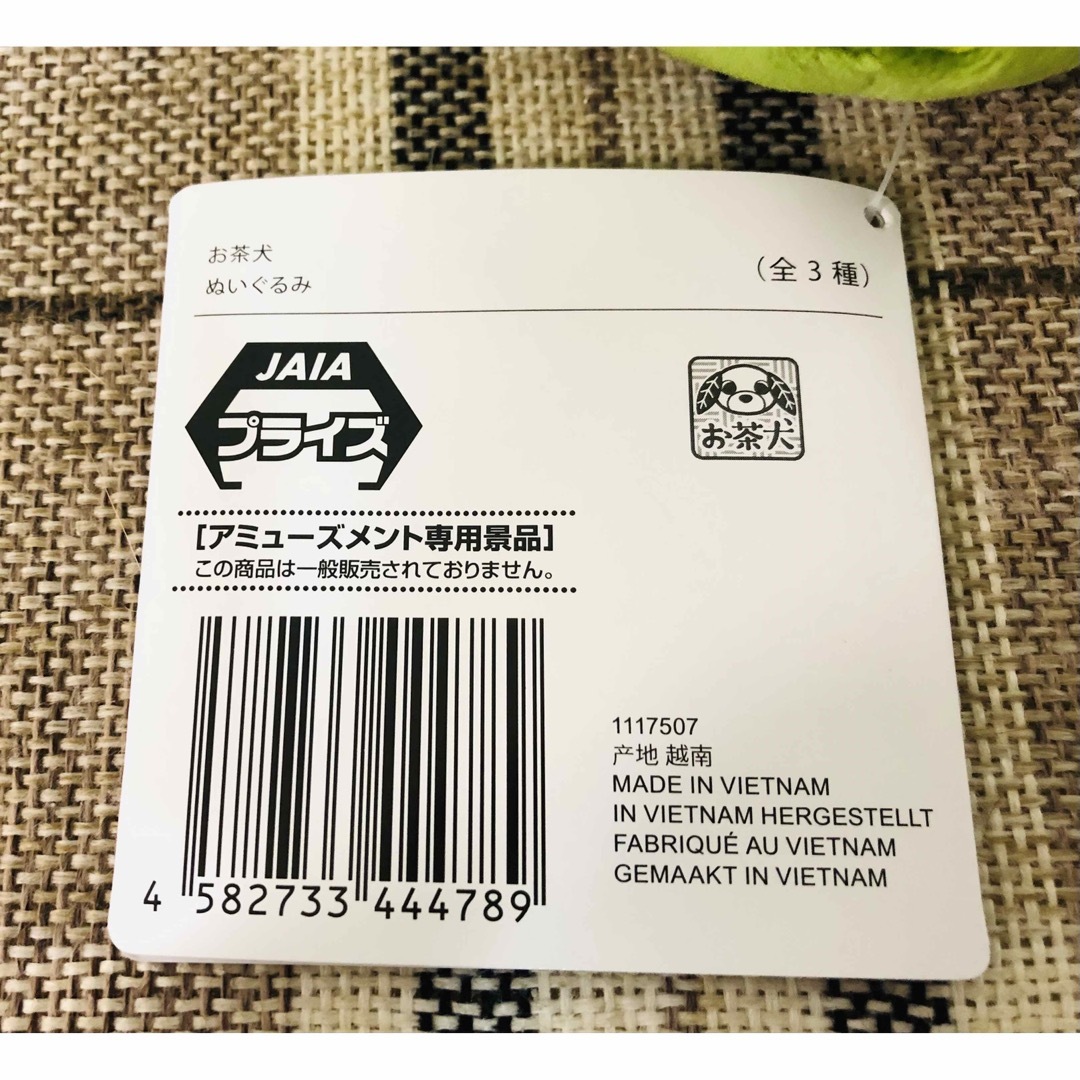 お茶犬
ぬいぐるみ
(全3種)
JAIA
プライズ
お茶犬
[アミューズメント専用景品]
この商品は一般販売されておりません。
4 582733 444789
1117507
产地 越南
MADE IN VIETNAM
IN VIETNAM HERGESTELLT
FABRIQUÉ AU VIETNAM
GEMAAKT IN VIETNAM